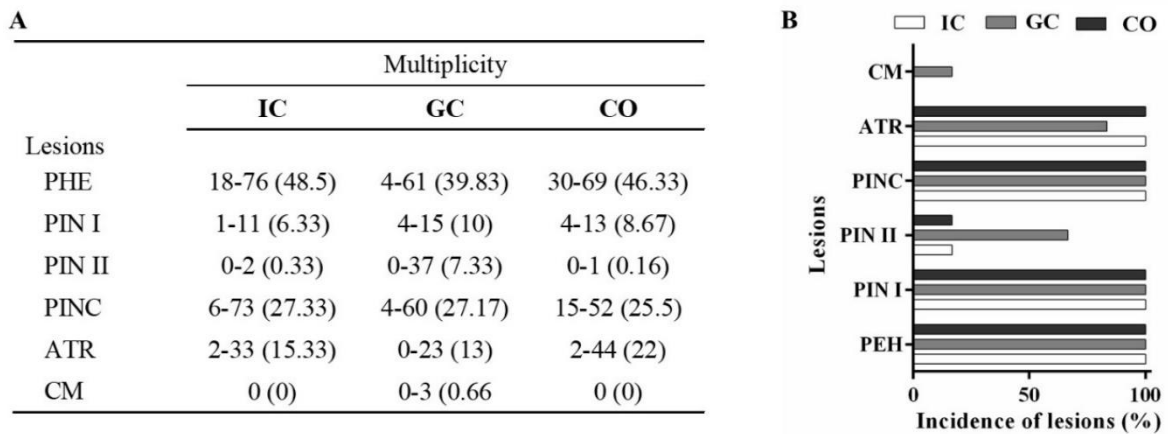 A
Multiplicity
IC GC CO
Lesions
PHE 18-76 (48.5) 4-61 (39.83) 30-69 (46.33)
PIN I 1-11 (6.33) 4-15 (10) 4-13 (8.67)
PIN II 0-2 (0.33) 0-37 (7.33) 0-1 (0.16)
PINC 6-73 (27.33) 4-60 (27.17) 15-52 (25.5)
ATR 2-33 (15.33) 0-23 (13) 2-44 (22)
CM 0 (0) 0-3 (0.66 0 (0)
B
IC GC CO
Lesions
CM
ATR
PINC
PIN II
PIN I
PEH
0 50 100
Incidence of lesions (%)